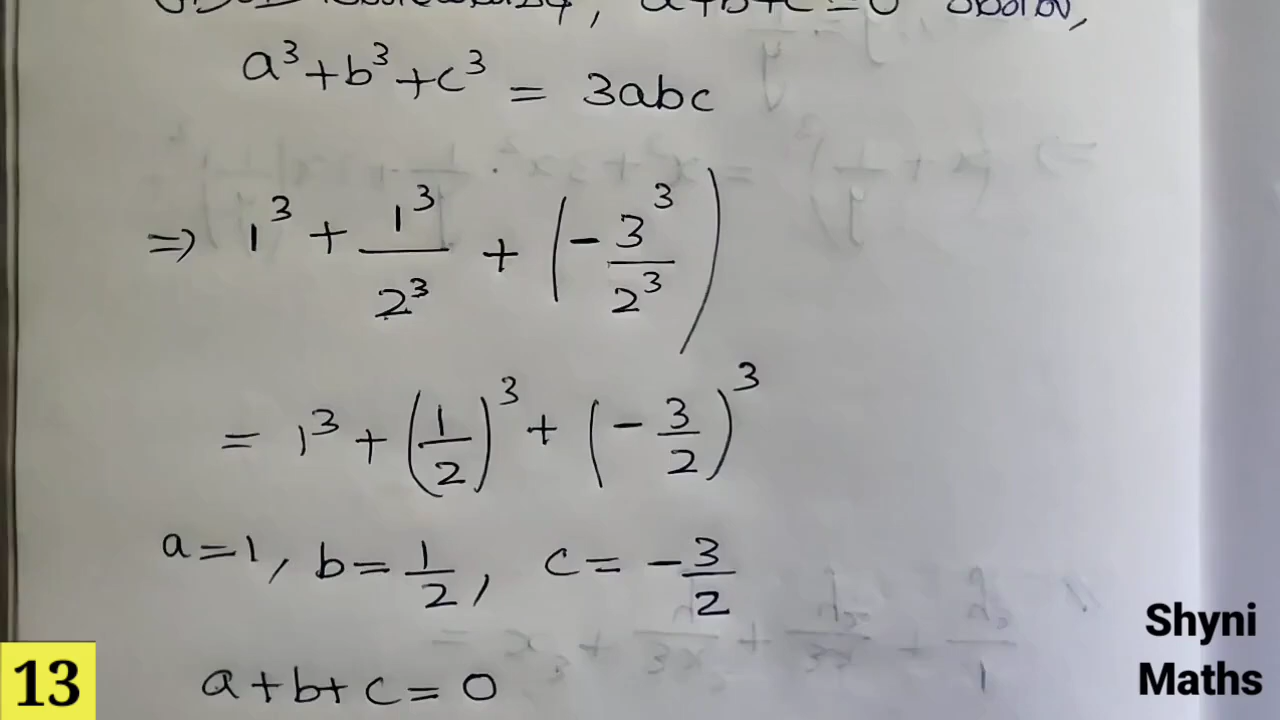 a+b+c=0
a³+b³+c³ = 3abc
⇒ 1³ + 1³/2³ + (-3³/2³)
= 1³ + (1/2)³ + (-3/2)³
a=1, b=1/2, c= -3/2
a+b+c=0
13
Shyni
Maths